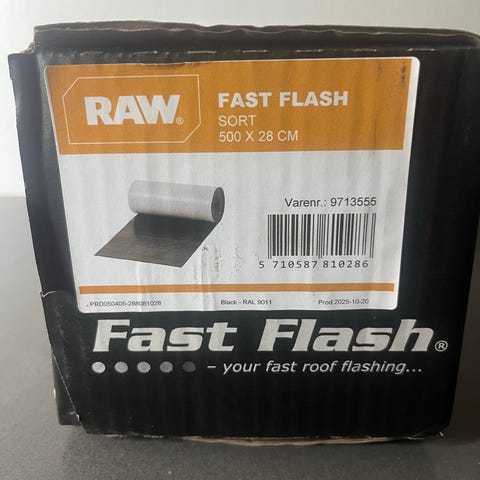 RAW®
FAST FLASH
SORT
500 X 28 CM
Varenr.: 9713555
5 710587 810286
PRD050405-288081028
Black - RAL 9011
Prod.2025-10-20
Fast Flash®
– your fast roof flashing...